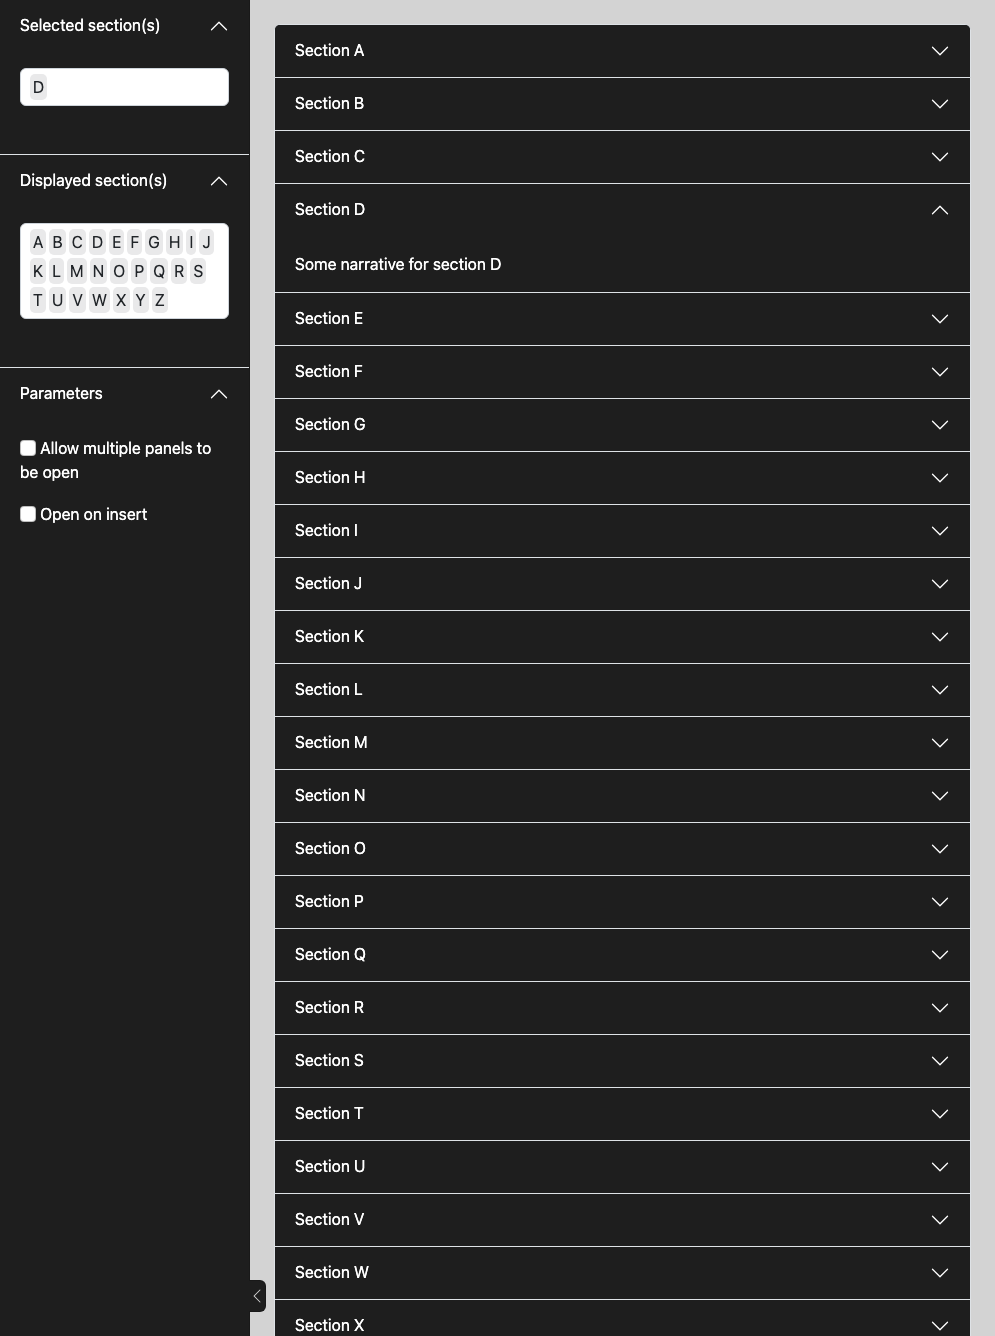 Selected section(s)
D
Displayed section(s)
A B C D E F G H I J
K L M N O P Q R S
T U V W X Y Z
Parameters
Allow multiple panels to
be open
Open on insert
Section A
Section B
Section C
Section D
Some narrative for section D
Section E
Section F
Section G
Section H
Section I
Section J
Section K
Section L
Section M
Section N
Section O
Section P
Section Q
Section R
Section S
Section T
Section U
Section V
Section W
Section X